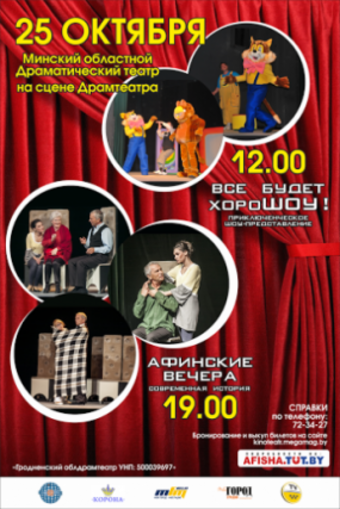 25 ОКТЯБРЯ
Минский областной
Драматический театр
на сцене Драмтеатра
12.00
ВСЕ БУДЕТ
ХОРОШОУ!
ПРИКЛЮЧЕНЧЕСКОЕ
ШОУ-ПРЕДСТАВЛЕНИЕ
АФИНСКИЕ
ВЕЧЕРА
СОВРЕМЕННАЯ ИСТОРИЯ
19.00
СПРАВКИ
по телефону:
72-34-27
Бронирование и выкуп билетов на сайте
kinoteatr.megamag.by
AFISHA.TUT.BY
«Гродненский облдрамтеатр УНП: 500039697»
КОРОНА
ГОРОД
TV